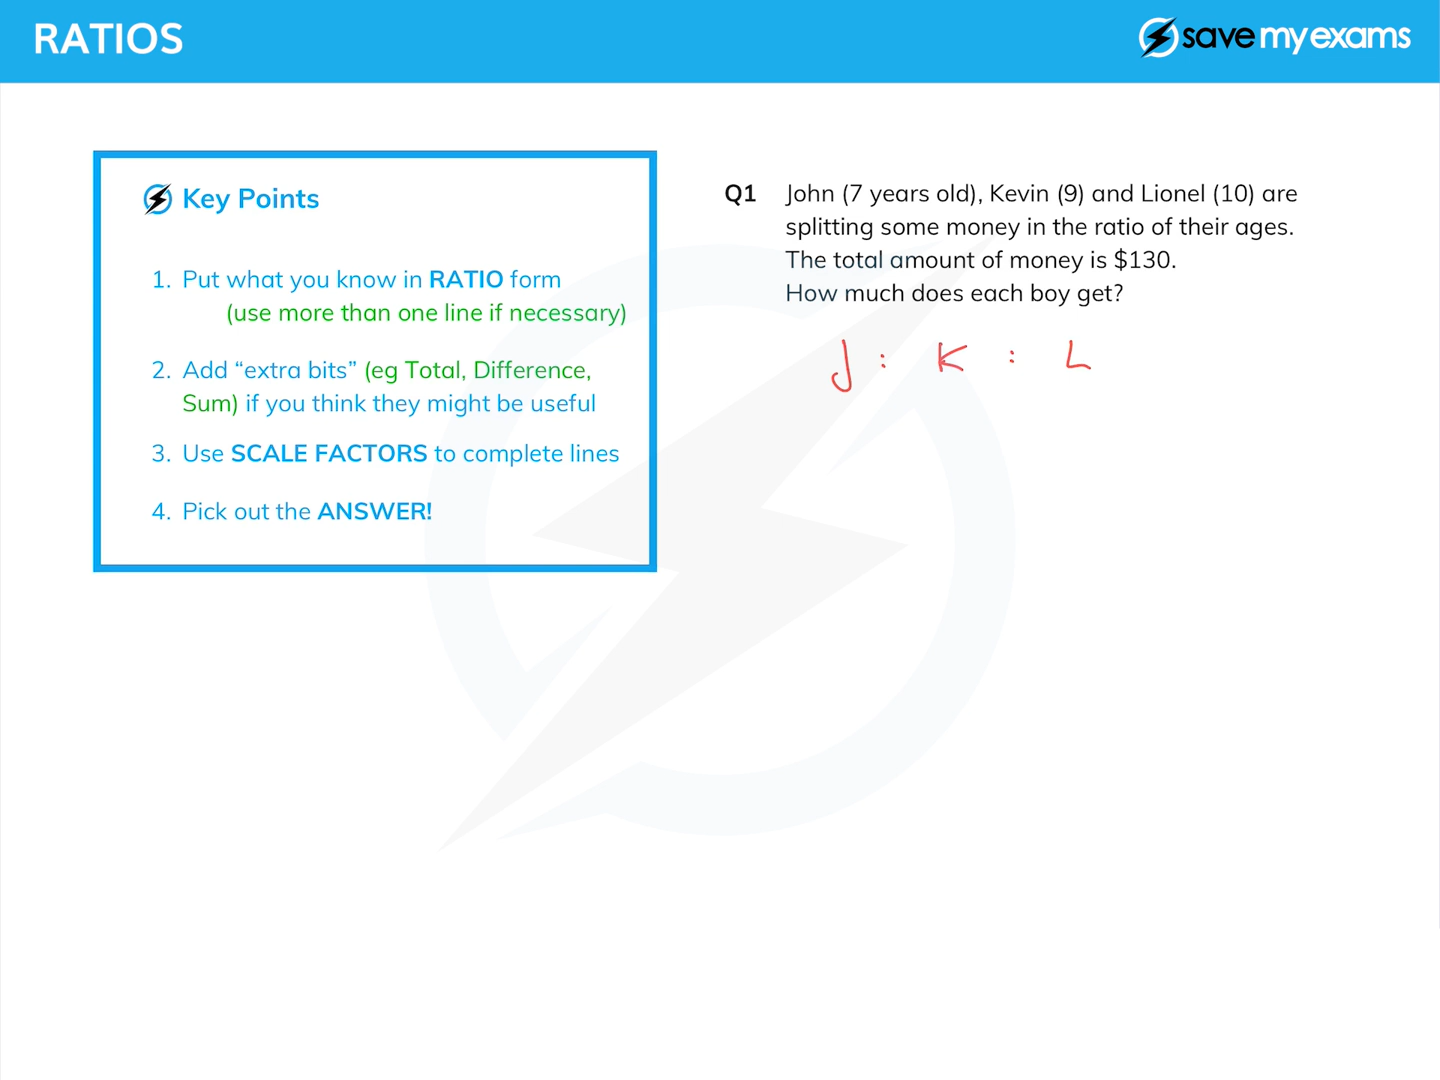 RATIOS
save my exams
Key Points
1. Put what you know in RATIO form
(use more than one line if necessary)
2. Add “extra bits” (eg Total, Difference,
Sum) if you think they might be useful
3. Use SCALE FACTORS to complete lines
4. Pick out the ANSWER!
Q1 John (7 years old), Kevin (9) and Lionel (10) are
splitting some money in the ratio of their ages.
The total amount of money is $130.
How much does each boy get?
J : K : L